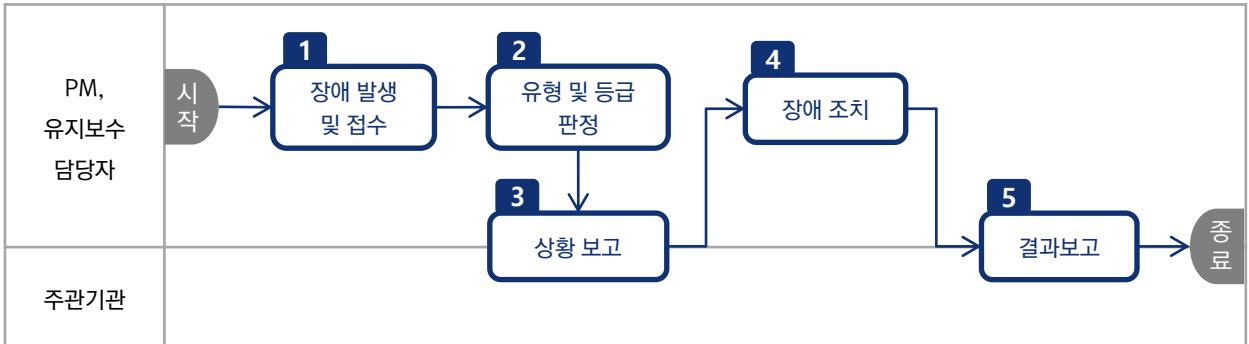 PM,
유지보수
담당자
시
작
1
장애 발생
및 접수
2
유형 및 등급
판정
3
상황 보고
4
장애 조치
5
결과보고
종
료
주관기관